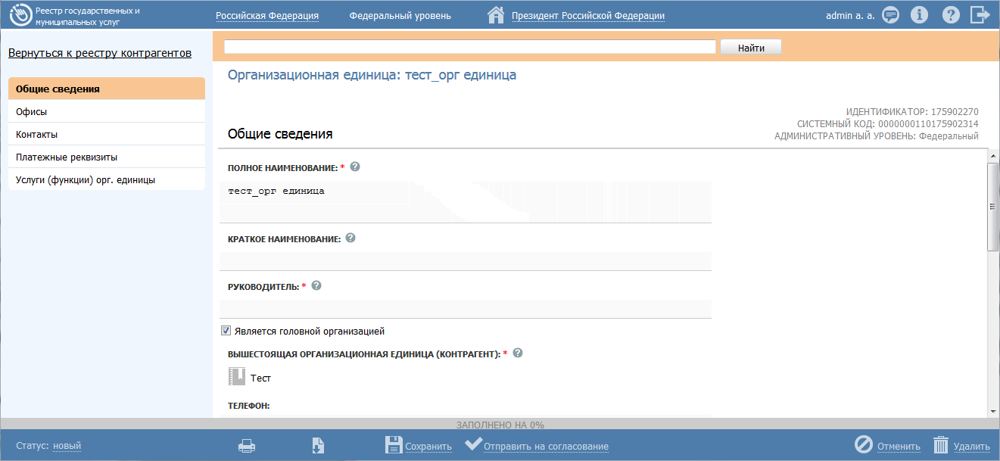 Реестр государственных и
муниципальных услуг
Российская Федерация
Федеральный уровень
Президент Российской Федерации
admin a. a.
Вернуться к реестру контрагентов
Найти
Общие сведения
Офисы
Контакты
Платежные реквизиты
Услуги (функции) орг. единицы
Организационная единица: тест_орг единица
ИДЕНТИФИКАТОР: 175902270
СИСТЕМНЫЙ КОД: 0000000110175902314
АДМИНИСТРАТИВНЫЙ УРОВЕНЬ: Федеральный
Общие сведения
ПОЛНОЕ НАИМЕНОВАНИЕ: *
тест_орг единица
КРАТКОЕ НАИМЕНОВАНИЕ:
РУКОВОДИТЕЛЬ: *
Является головной организацией
ВЫШЕСТОЯЩАЯ ОРГАНИЗАЦИОННАЯ ЕДИНИЦА (КОНТРАГЕНТ): *
Тест
ТЕЛЕФОН:
ЗАПОЛНЕНО НА 0%
Статус: новый
Сохранить
Отправить на согласование
Отменить
Удалить